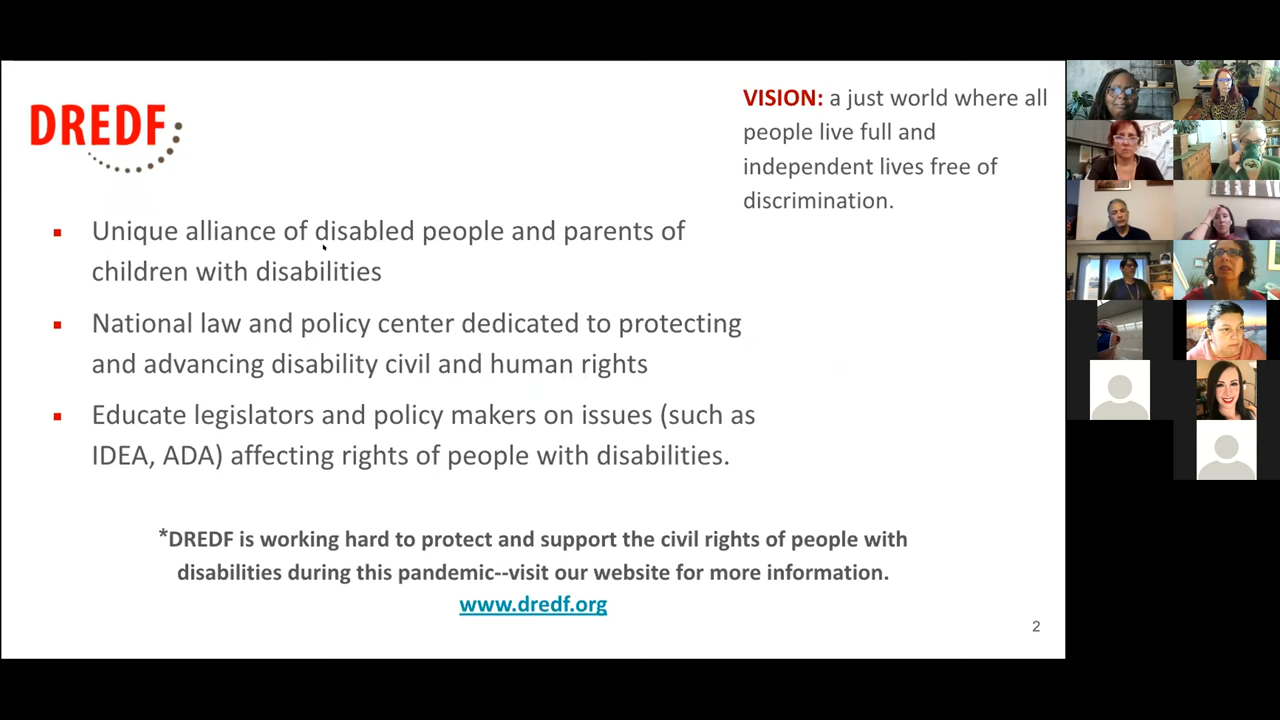 DREDF
VISION: a just world where all
people live full and
independent lives free of
discrimination.
▪ Unique alliance of disabled people and parents of
children with disabilities
▪ National law and policy center dedicated to protecting
and advancing disability civil and human rights
▪ Educate legislators and policy makers on issues (such as
IDEA, ADA) affecting rights of people with disabilities.
*DREDF is working hard to protect and support the civil rights of people with
disabilities during this pandemic--visit our website for more information.
www.dredf.org
2